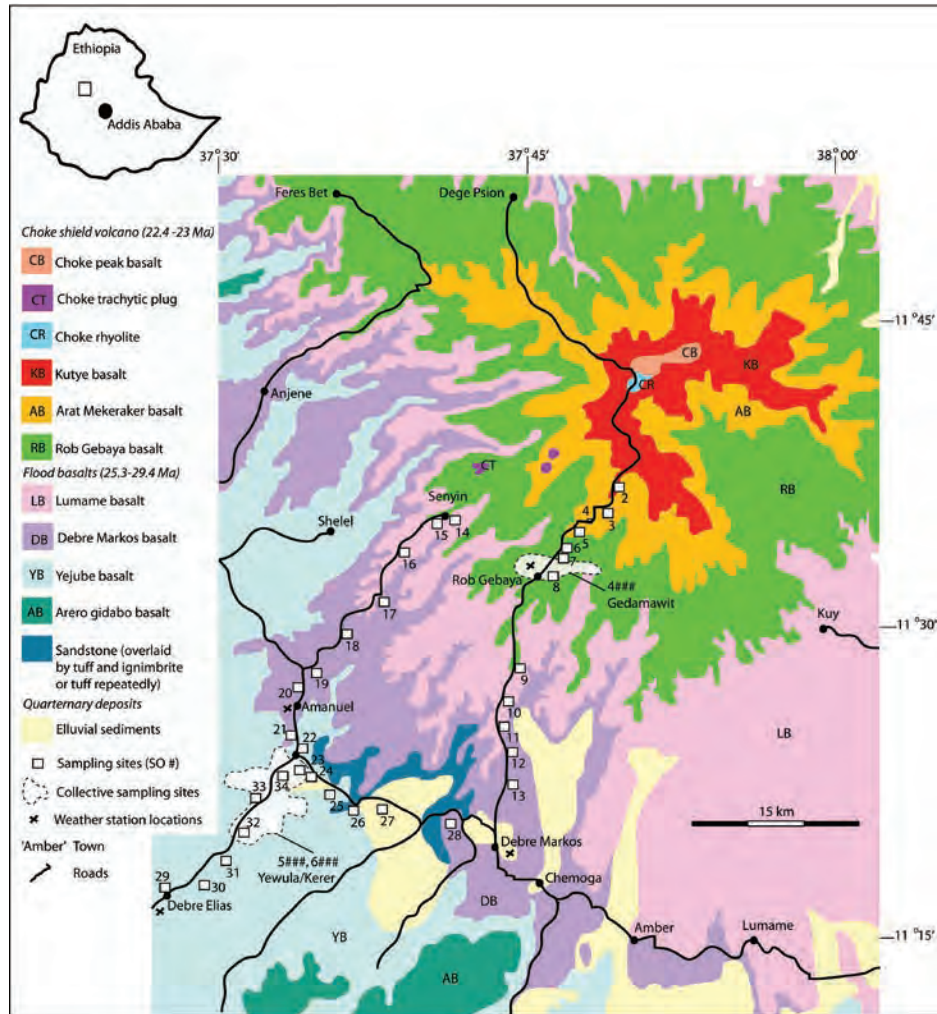 Ethiopia
Addis Ababa
37°30'
37°45'
38°00'
Feres Bet
Dege Psion
Choke shield volcano (22.4 -23 Ma)
CB Choke peak basalt
CT Choke trachytic plug
CR Choke rhyolite
KB Kutye basalt
AB Arat Mekeraker basalt
RB Rob Gebaya basalt
Flood basalts (25.3-29.4 Ma)
LB Lumame basalt
DB Debre Markos basalt
YB Yejube basalt
AB Arero gidabo basalt
Sandstone (overlaid
by tuff and ignimbrite
or tuff repeatedly)
Quarternary deposits
Elluvial sediments
Sampling sites (SO #)
Collective sampling sites
Weather station locations
'Amber' Town
Roads
11°45'
CB
KB
CR
Anjene
AB
CT
RB
2
Senyin
4
3
Shelel
15
14
5
16
6
7
Rob Gebaya
8
4###
Gedamawit
17
Kuy
11°30'
18
9
19
20
10
Amanuel
21
11
22
12
23
LB
24
34
13
33
25
26
27
15 km
32
28
Debre Markos
5###, 6###
Yewula/Kerer
31
29
30
Chemoga
Debre Elias
DB
Amber
Lumame
YB
11°15'
AB